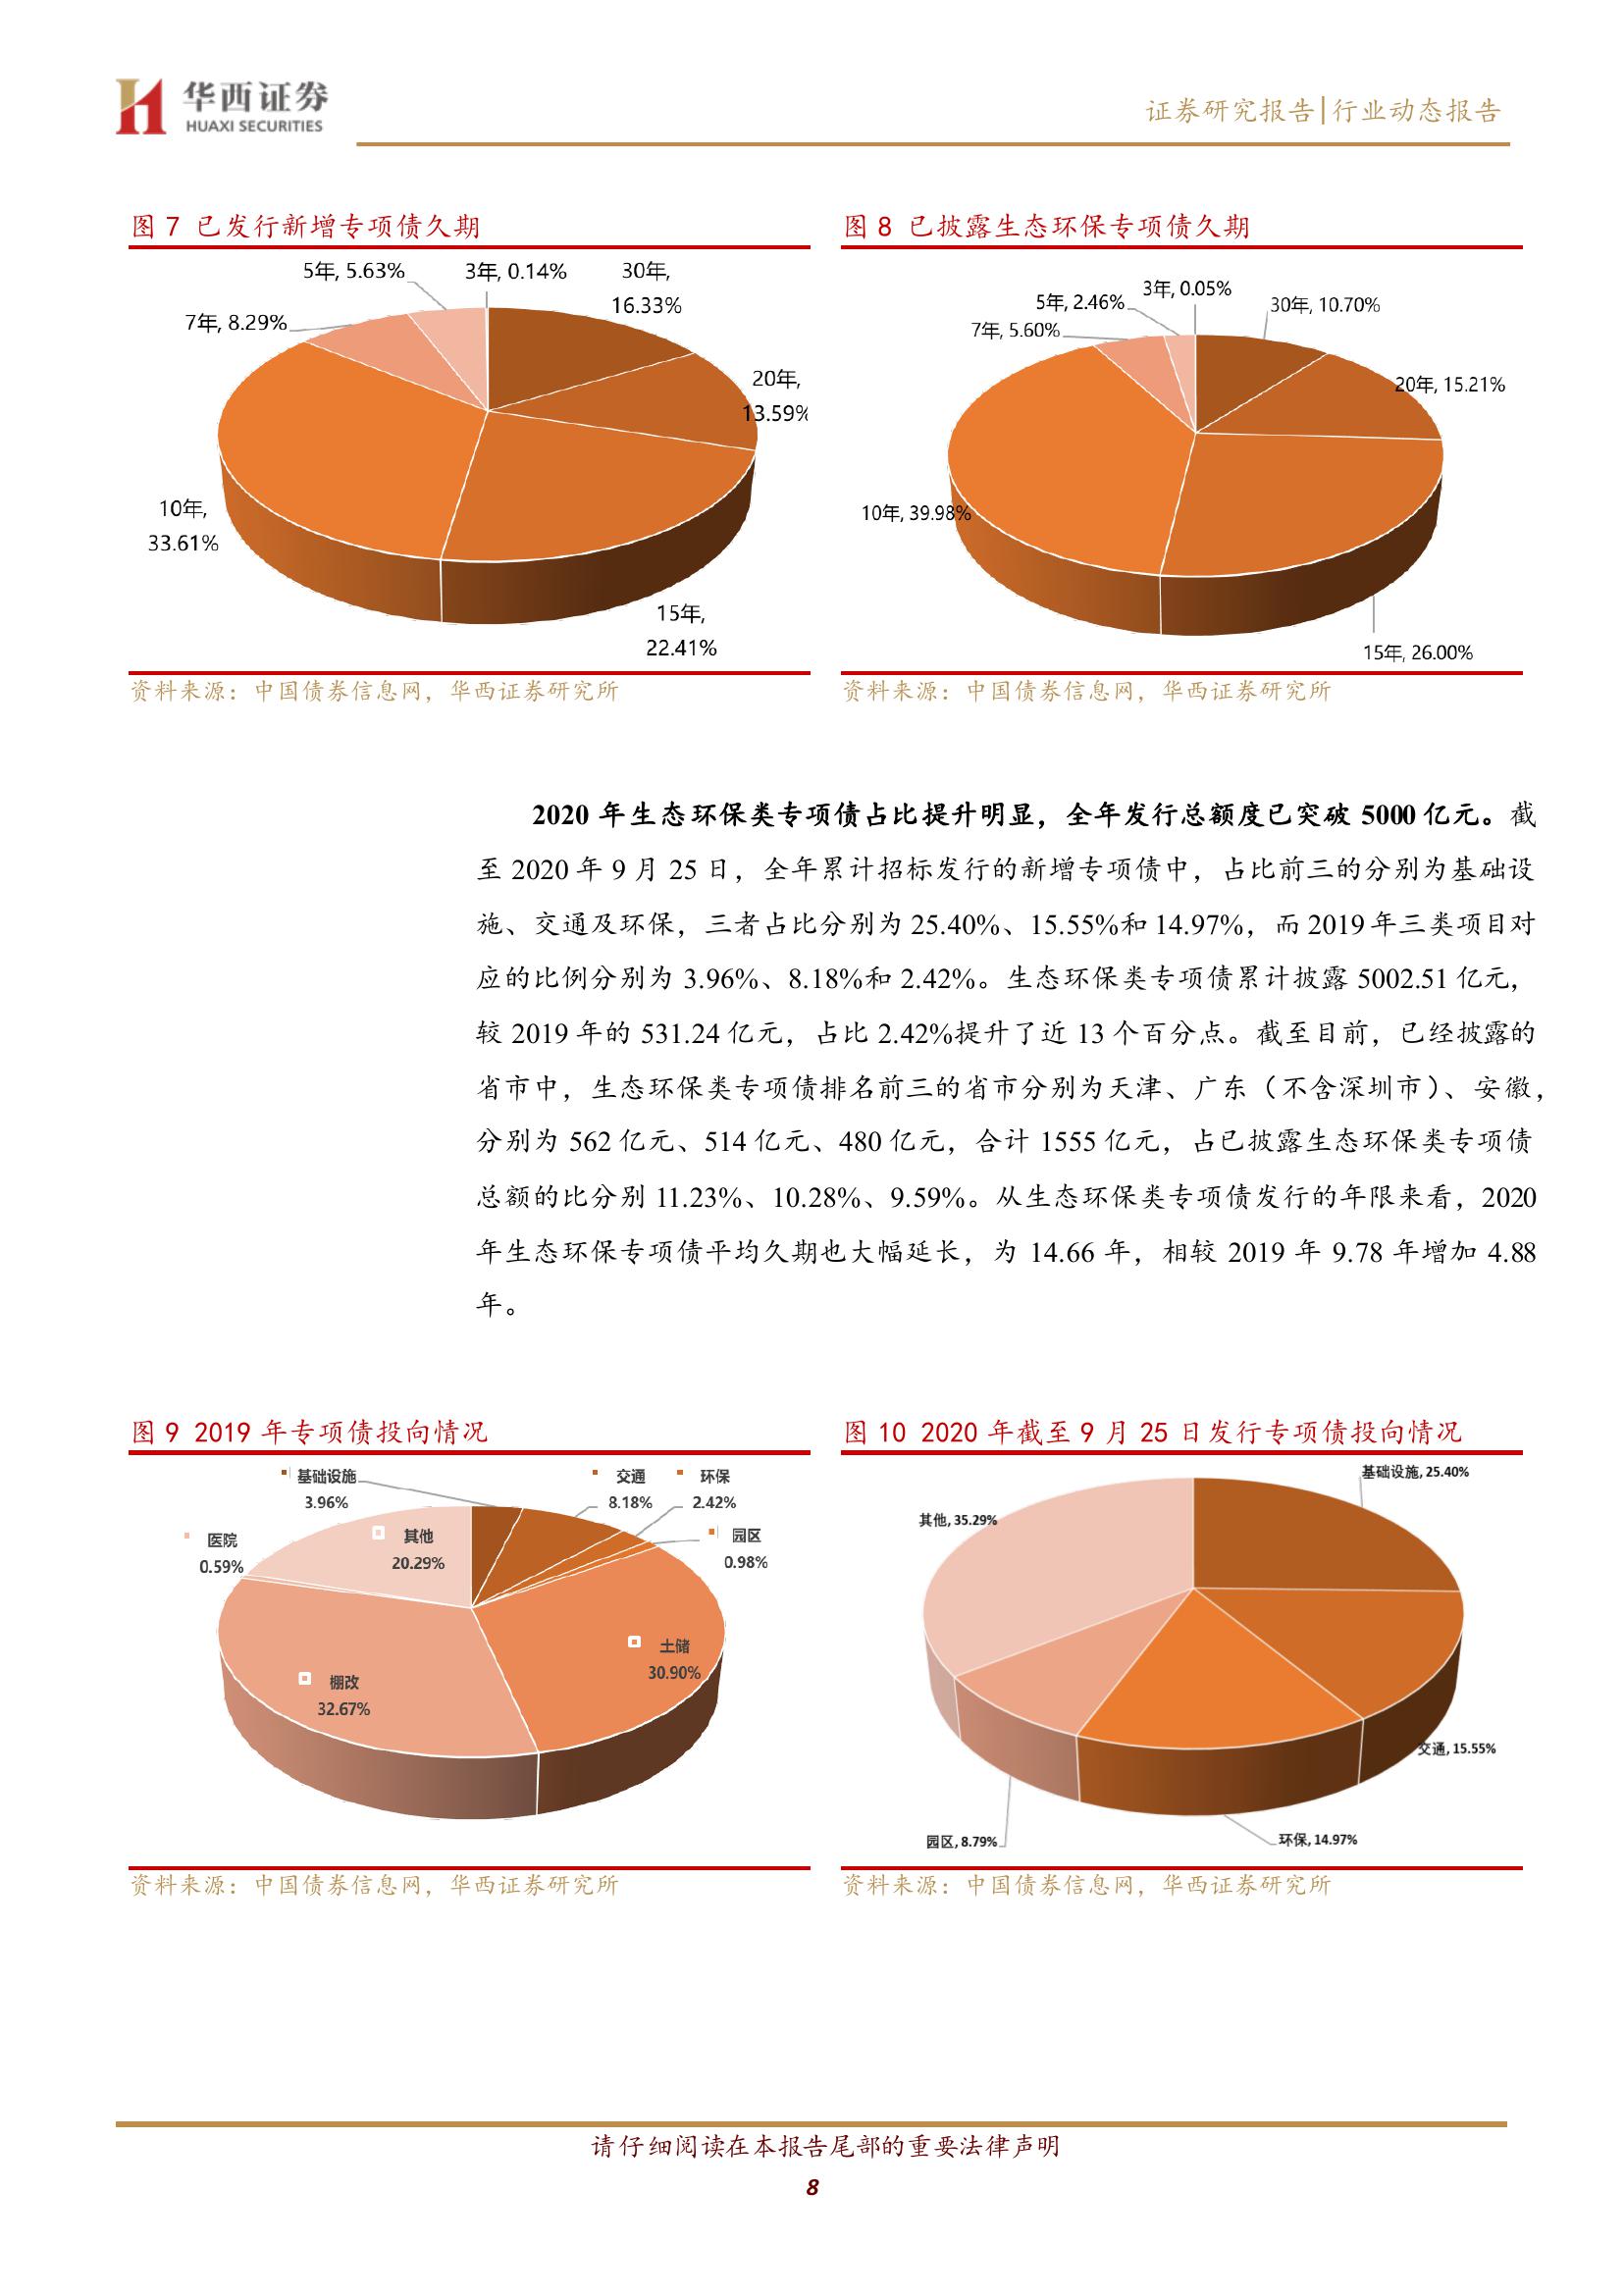 华西证券
HUAXI SECURITIES
证券研究报告|行业动态报告
图 7 已发行新增专项债久期
5年, 5.63%
3年, 0.14%
30年,
16.33%
7年, 8.29%
20年,
13.59%
10年,
33.61%
15年,
22.41%
资料来源：中国债券信息网，华西证券研究所
图 8 已披露生态环保专项债久期
3年, 0.05%
5年, 2.46%
30年, 10.70%
7年, 5.60%
20年, 15.21%
10年, 39.98%
15年, 26.00%
资料来源：中国债券信息网，华西证券研究所
2020 年生态环保类专项债占比提升明显，全年发行总额度已突破 5000 亿元。截
至 2020 年 9 月 25 日，全年累计招标发行的新增专项债中，占比前三的分别为基础设
施、交通及环保，三者占比分别为 25.40%、15.55%和 14.97%，而 2019 年三类项目对
应的比例分别为 3.96%、8.18%和 2.42%。生态环保类专项债累计披露 5002.51 亿元，
较 2019 年的 531.24 亿元，占比 2.42%提升了近 13 个百分点。截至目前，已经披露的
省市中，生态环保类专项债排名前三的省市分别为天津、广东（不含深圳市）、安徽，
分别为 562 亿元、514 亿元、480 亿元，合计 1555 亿元，占已披露生态环保类专项债
总额的比分别 11.23%、10.28%、9.59%。从生态环保类专项债发行的年限来看，2020
年生态环保专项债平均久期也大幅延长，为 14.66 年，相较 2019 年 9.78 年增加 4.88
年。
图 9 2019 年专项债投向情况
基础设施
3.96%
交通
8.18%
环保
2.42%
医院
0.59%
其他
20.29%
园区
0.98%
土储
30.90%
棚改
32.67%
资料来源：中国债券信息网，华西证券研究所
图 10 2020 年截至 9 月 25 日发行专项债投向情况
基础设施, 25.40%
其他, 35.29%
交通, 15.55%
园区, 8.79%
环保, 14.97%
资料来源：中国债券信息网，华西证券研究所
请仔细阅读在本报告尾部的重要法律声明
8